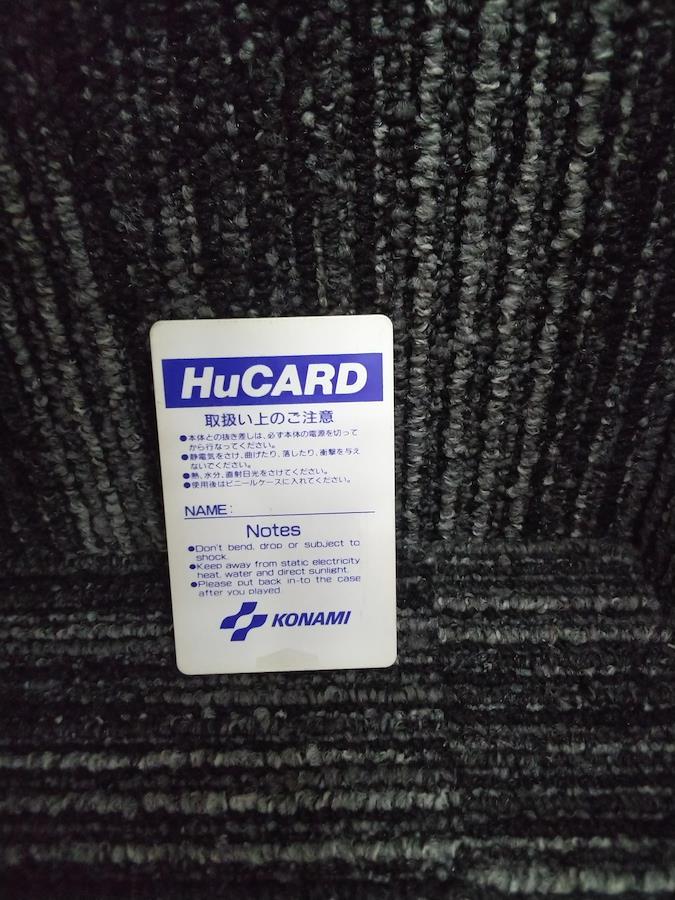 HuCARD
取扱い上のご注意
●本体との抜き差しは、必ず本体の電源を切って
から行なってください。
●静電気をさけ、曲げたり、落したり、衝撃を与え
ないでください。
●熱、水分、直射日光をさけてください。
●使用後はビニールケースに入れてください。
NAME:
Notes
●Don't bend, drop or subject to
shock.
●Keep away from static electricity
heat, water and direct sunlight.
●Please put back in-to the case
after you played.
KONAMI